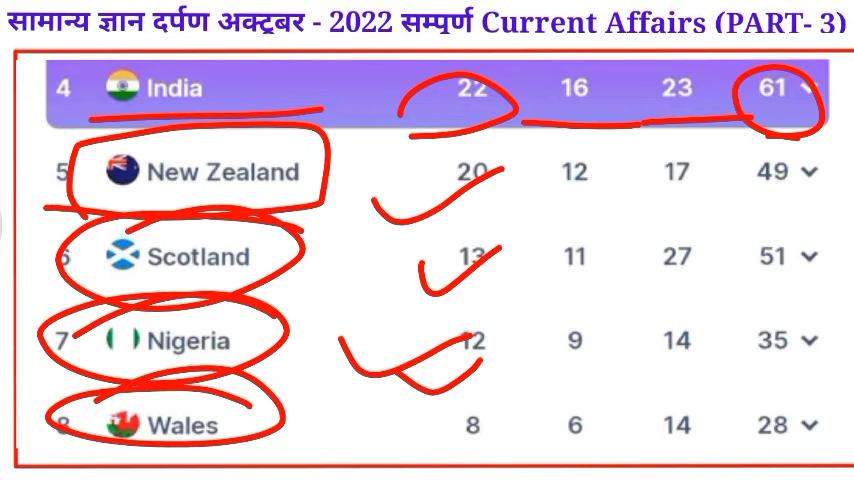 सामान्य ज्ञान दर्पण अक्टूबर - 2022 सम्पूर्ण Current Affairs (PART- 3)
4 India 22 16 23 61
5 New Zealand 20 12 17 49
6 Scotland 13 11 27 51
7 Nigeria 12 9 14 35
8 Wales 8 6 14 28